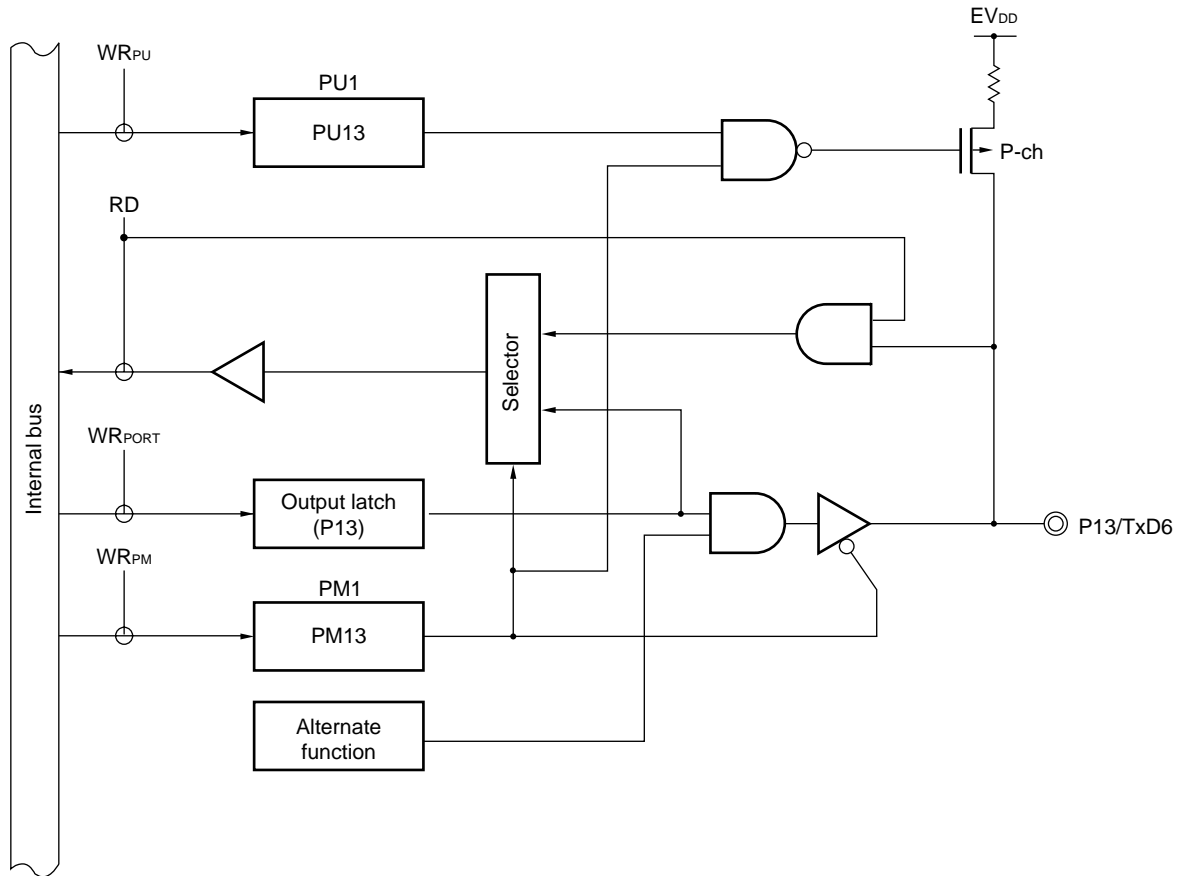 EVDD
WRPU
PU1
PU13
P-ch
RD
Selector
Internal bus
WRPORT
Output latch
(P13)
P13/TxD6
WRPM
PM1
PM13
Alternate
function